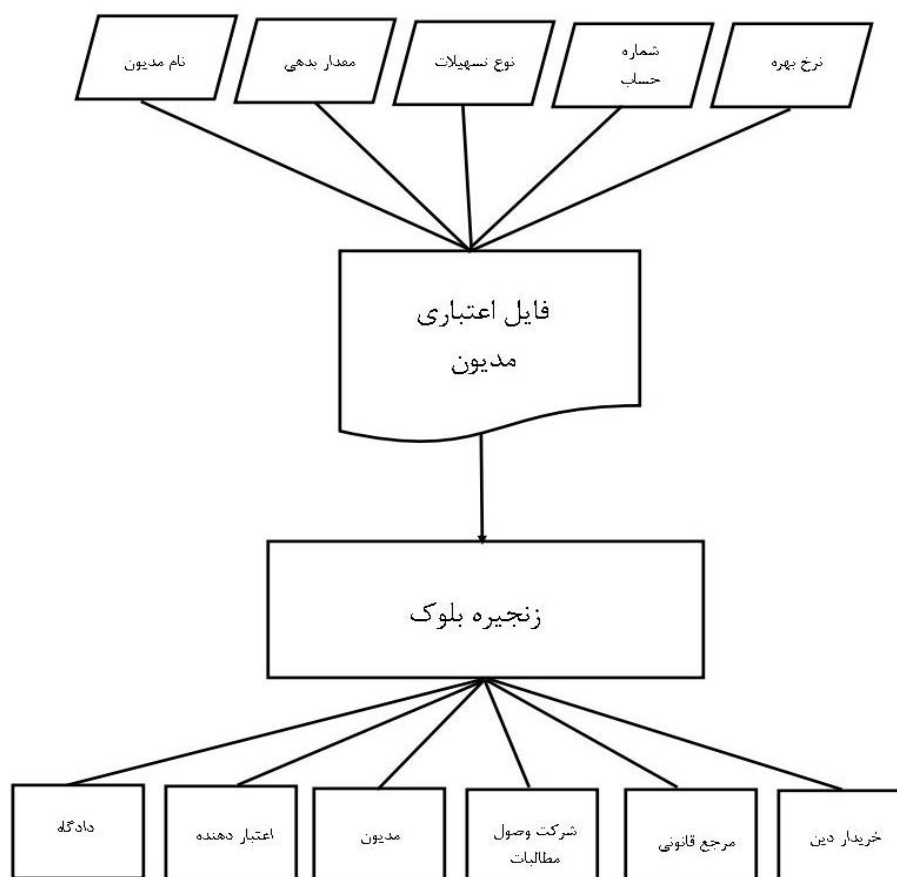 نرخ بهره
شماره
حساب
نوع تسهیلات
مقدار بدهی
نام مدیون
فایل اعتباری
مدیون
زنجیره بلوک
خریدار دین
مرجع قانونی
شرکت وصول
مطالبات
مدیون
اعتبار دهنده
دادگاه